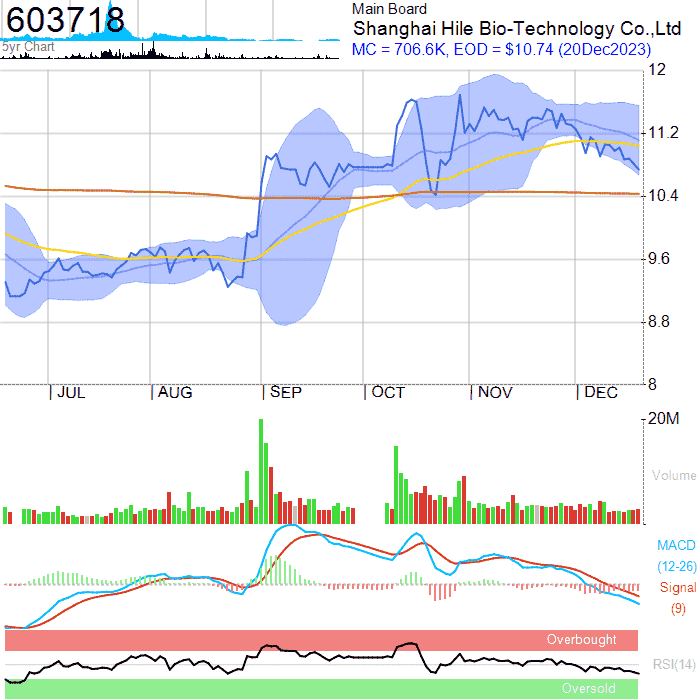 603718
5yr Chart
Main Board
Shanghai Hile Bio-Technology Co.,Ltd
MC = 706.6K, EOD = $10.74 (20Dec2023)
12
11.2
10.4
9.6
8.8
8
JUL AUG SEP OCT NOV DEC
20M
Volume
MACD
(12-26)
Signal
(9)
Overbought
RSI(14)
Oversold